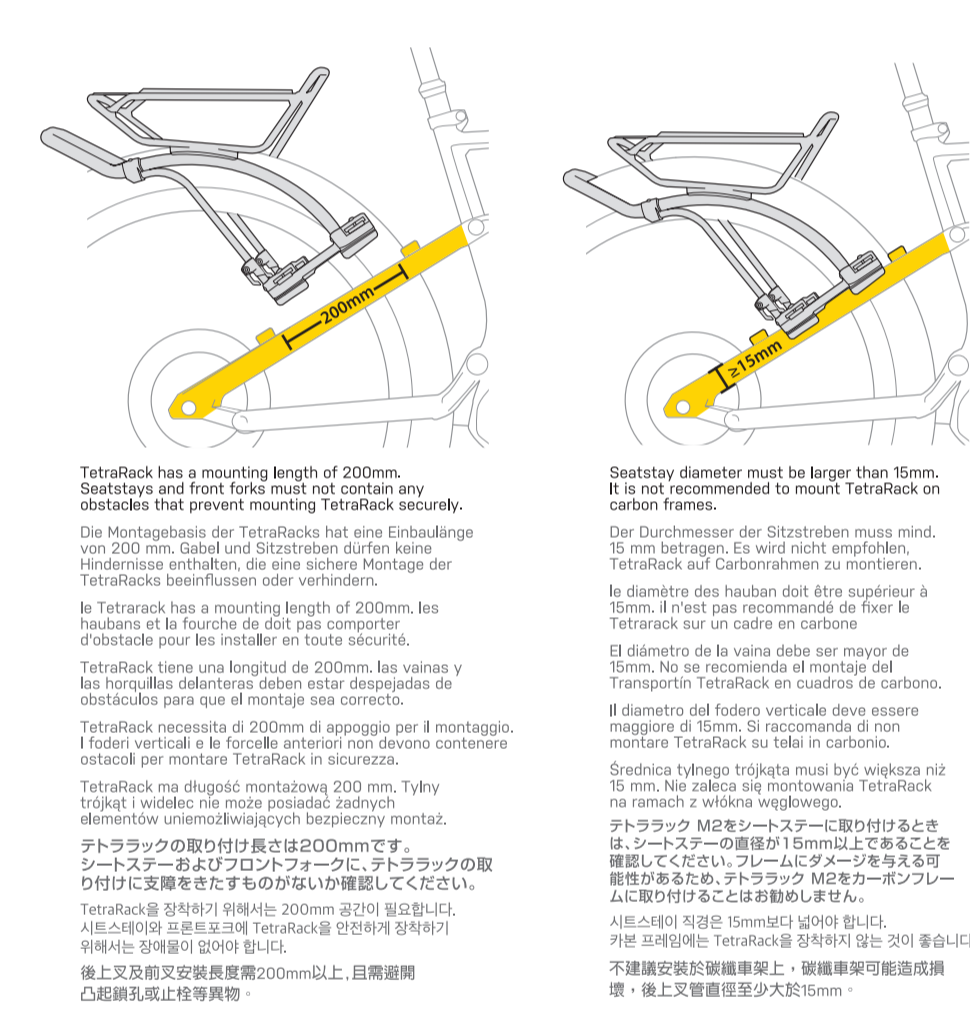 200mm
TetraRack has a mounting length of 200mm.
Seatstays and front forks must not contain any
obstacles that prevent mounting TetraRack securely.
Die Montagebasis der TetraRacks hat eine Einbaulänge
von 200 mm. Gabel und Sitzstreben dürfen keine
Hindernisse enthalten, die eine sichere Montage der
TetraRacks beeinflussen oder verhindern.
le Tetrarack has a mounting length of 200mm. les
haubans et la fourche de doit pas comporter
d'obstacle pour les installer en toute sécurité.
TetraRack tiene una longitud de 200mm. las vainas y
las horquillas delanteras deben estar despejadas de
obstáculos para que el montaje sea correcto.
TetraRack necessita di 200mm di appoggio per il montaggio.
I foderi verticali e le forcelle anteriori non devono contenere
ostacoli per montare TetraRack in sicurezza.
TetraRack ma długość montażową 200 mm. Tylny
trójkąt i widelec nie może posiadać żadnych
elementów uniemożliwiających bezpieczny montaż.
テトララックの取り付け長さは200mmです。
シートステーおよびフロントフォークに、テトララックの取
り付けに支障をきたすものがないか確認してください。
TetraRack을 장착하기 위해서는 200mm 공간이 필요합니다.
시트스테이와 프론트포크에 TetraRack을 안전하게 장착하기
위해서는 장애물이 없어야 합니다.
後上叉及前叉安裝長度需200mm以上，且需避開
凸起鎖孔或止栓等異物。
≥15mm
Seatstay diameter must be larger than 15mm.
It is not recommended to mount TetraRack on
carbon frames.
Der Durchmesser der Sitzstreben muss mind.
15 mm betragen. Es wird nicht empfohlen,
TetraRack auf Carbonrahmen zu montieren.
le diamètre des hauban doit être supérieur à
15mm. il n'est pas recommandé de fixer le
Tetrarack sur un cadre en carbone
El diámetro de la vaina debe ser mayor de
15mm. No se recomienda el montaje del
Transportín TetraRack en cuadros de carbono.
Il diametro del fodero verticale deve essere
maggiore di 15mm. Si raccomanda di non
montare TetraRack su telai in carbonio.
Średnica tylnego trójkąta musi być większa niż
15 mm. Nie zaleca się montowania TetraRack
na ramach z włókna węglowego.
テトララック M2をシートステーに取り付けるとき
は、シートステーの直径が15mm以上であることを
確認してください。フレームにダメージを与える可
能性があるため、テトララック M2をカーボンフレー
ムに取り付けることはお勧めしません。
시트스테이 직경은 15mm보다 넓어야 합니다.
카본 프레임에는 TetraRack을 장착하지 않는 것이 좋습니다
不建議安裝於碳纖車架上，碳纖車架可能造成損
壞，後上叉管直徑至少大於15mm。